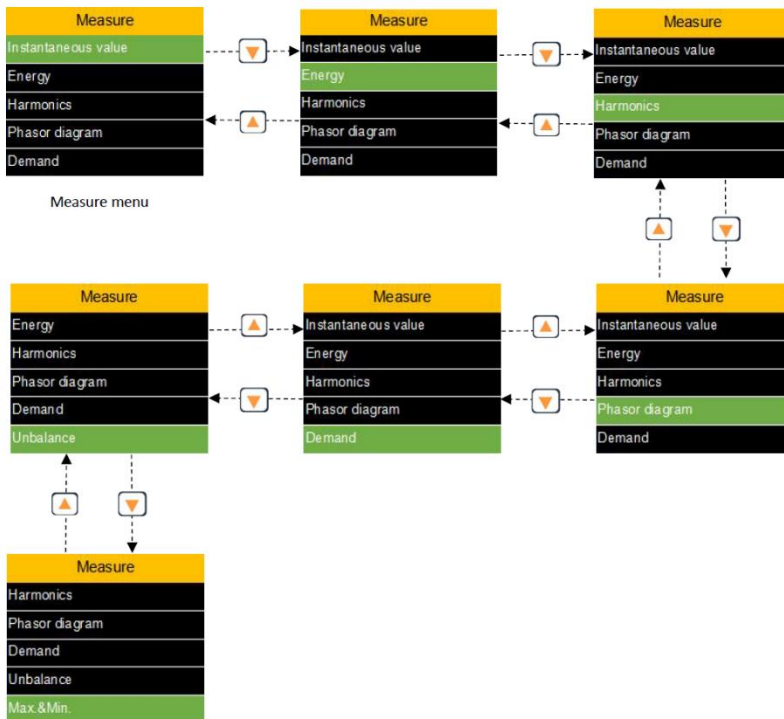 Measure
Instantaneous value
Energy
Harmonics
Phasor diagram
Demand
Measure
Instantaneous value
Energy
Harmonics
Phasor diagram
Demand
Measure
Instantaneous value
Energy
Harmonics
Phasor diagram
Demand
Measure menu
Measure
Energy
Harmonics
Phasor diagram
Demand
Unbalance
Measure
Instantaneous value
Energy
Harmonics
Phasor diagram
Demand
Measure
Instantaneous value
Energy
Harmonics
Phasor diagram
Demand
Measure
Harmonics
Phasor diagram
Demand
Unbalance
Max.&Min.